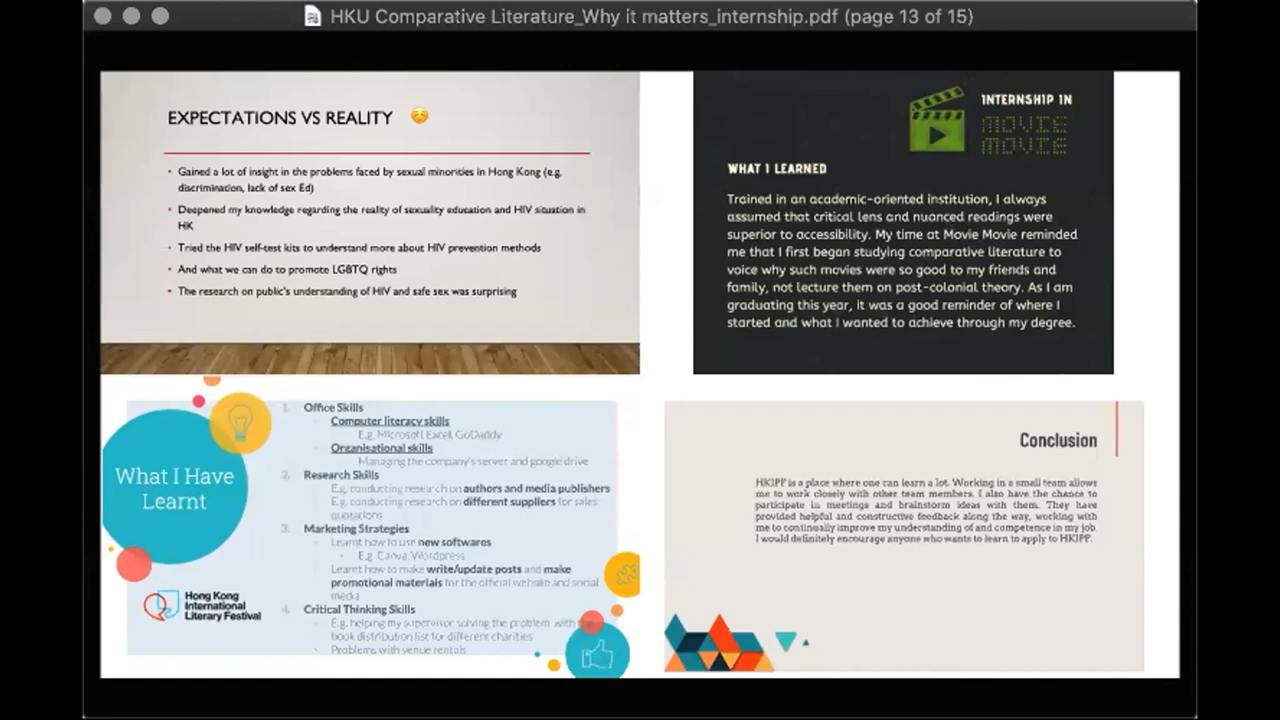 HKU Comparative Literature_Why it matters_internship.pdf (page 13 of 15)
EXPECTATIONS VS REALITY ☺️
• Gained a lot of insight in the problems faced by sexual minorities in Hong Kong (e.g.
discrimination, lack of sex Ed)
• Deepened my knowledge regarding the reality of sexuality education and HIV situation in
HK
• Tried the HIV self-test kits to understand more about HIV prevention methods
• And what we can do to promote LGBTQ rights
• The research on public's understanding of HIV and safe sex was surprising
INTERNSHIP IN
MOVIE
MOVIE
WHAT I LEARNED
Trained in an academic-oriented institution, I always
assumed that critical lens and nuanced readings were
superior to accessibility. My time at Movie Movie reminded
me that I first began studying comparative literature to
voice why such movies were so good to my friends and
family, not lecture them on post-colonial theory. As I am
graduating this year, it was a good reminder of where I
started and what I wanted to achieve through my degree.
What I Have
Learnt
Hong Kong
International
Literary Festival
1. Office Skills
- Computer literacy skills
E.g. Microsoft Excel, GoDaddy
- Organisational skills
Managing the company's server and google drive
2. Research Skills
E.g. conducting research on authors and media publishers
E.g. conducting research on different suppliers for sales
quotations
3. Marketing Strategies
- Learnt how to use new softwares
- E.g. Canva, Wordpress
Learnt how to make write/update posts and make
promotional materials for the official website and social
media
4. Critical Thinking Skills
- E.g. helping my supervisor solving the problem with the
book distribution list for different charities
- Problems with venue rentals
Conclusion
HKIPF is a place where one can learn a lot. Working in a small team allows
me to work closely with other team members. I also have the chance to
participate in meetings and brainstorm ideas with them. They have
provided helpful and constructive feedback along the way, working with
me to continually improve my understanding of and competence in my job.
I would definitely encourage anyone who wants to learn to apply to HKIPF.